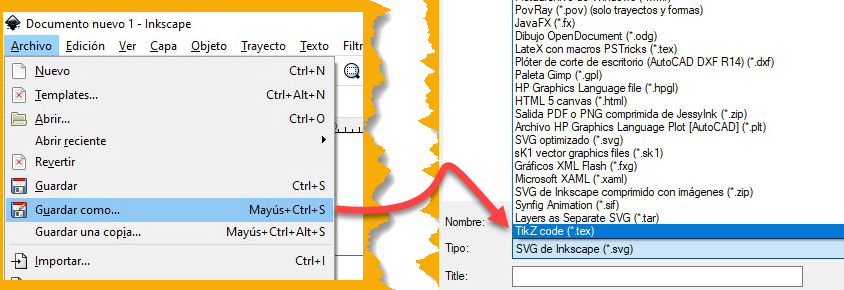 Documento nuevo 1 - Inkscape
Archivo Edición Ver Capa Objeto Trayecto Texto Filtr
Nuevo Ctrl+N
Templates... Ctrl+Alt+N
Abrir... Ctrl+O
Abrir reciente
Revertir
Guardar Ctrl+S
Guardar como... Mayús+Ctrl+S
Guardar una copia... Mayús+Ctrl+Alt+S
Importar... Ctrl+I
PovRay (*.pov) (solo trayectos y formas)
JavaFX (*.fx)
Dibujo OpenDocument (*.odg)
LateX con macros PSTricks (*.tex)
Plóter de corte de escritorio (AutoCAD DXF R14) (*.dxf)
Paleta Gimp (*.gpl)
HP Graphics Language file (*.hpgl)
HTML 5 canvas (*.html)
Salida PDF o PNG comprimida de JessyInk (*.zip)
Archivo HP Graphics Language Plot [AutoCAD] (*.plt)
SVG optimizado (*.svg)
sK1 vector graphics files (*.sk1)
Gráficos XML Flash (*.fxg)
Microsoft XAML (*.xaml)
SVG de Inkscape comprimido con imágenes (*.zip)
Synfig Animation (*.sif)
Layers as Separate SVG (*.tar)
Nombre: TikZ code (*.tex)
Tipo: SVG de Inkscape (*.svg)
Title: